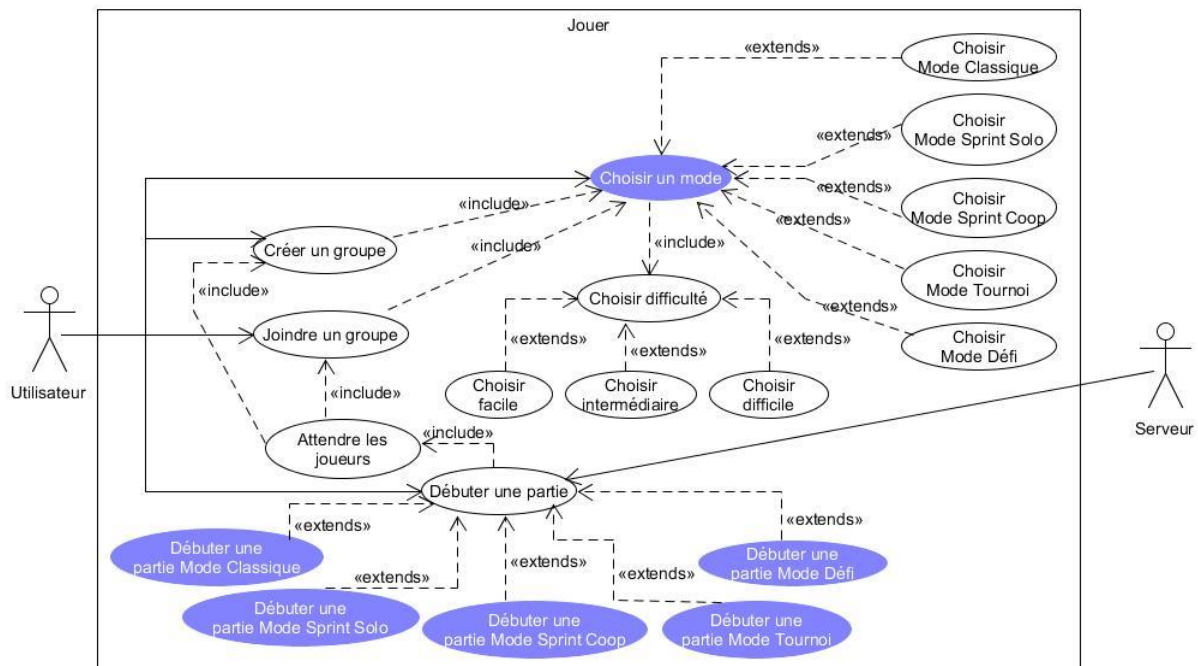 Jouer
«extends»
Choisir
Mode Classique
Choisir
Mode Sprint Solo
«extends»
Choisir un mode
«extends»
Choisir
Mode Sprint Coop
«include»
«extends»
Créer un groupe
«include»
«include»
«include»
Choisir
Mode Tournoi
Choisir difficulté
«extends»
Joindre un groupe
«extends»
«extends»
«extends»
Choisir
Mode Défi
Utilisateur
«include»
Choisir
facile
Choisir
intermédiaire
Choisir
difficile
Serveur
Attendre les
joueurs
«include»
Débuter une partie
«extends»
«extends»
Débuter une
partie Mode Classique
«extends»
«extends»
«extends»
Débuter une
partie Mode Défi
Débuter une
partie Mode Sprint Solo
Débuter une
partie Mode Sprint Coop
Débuter une
partie Mode Tournoi